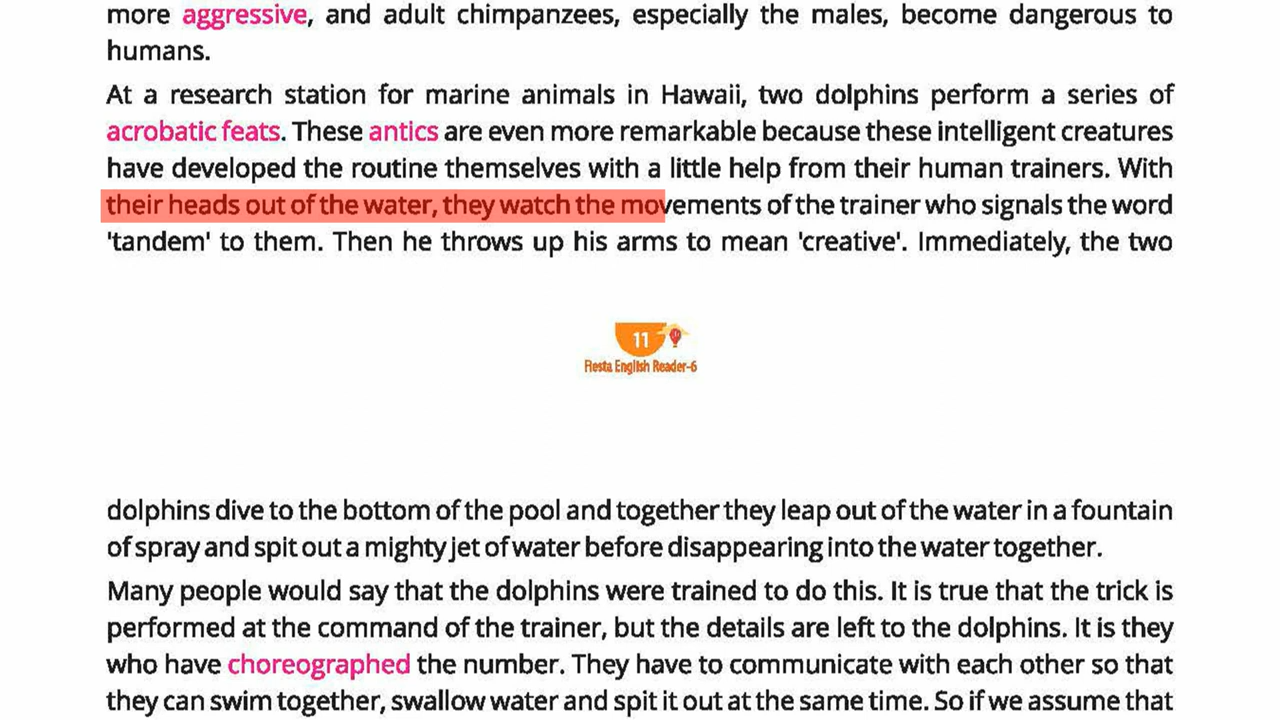 more aggressive, and adult chimpanzees, especially the males, become dangerous to
humans.
At a research station for marine animals in Hawaii, two dolphins perform a series of
acrobatic feats. These antics are even more remarkable because these intelligent creatures
have developed the routine themselves with a little help from their human trainers. With
their heads out of the water, they watch the movements of the trainer who signals the word
'tandem' to them. Then he throws up his arms to mean 'creative'. Immediately, the two
11
Fiesta English Reader-6
dolphins dive to the bottom of the pool and together they leap out of the water in a fountain
of spray and spit out a mighty jet of water before disappearing into the water together.
Many people would say that the dolphins were trained to do this. It is true that the trick is
performed at the command of the trainer, but the details are left to the dolphins. It is they
who have choreographed the number. They have to communicate with each other so that
they can swim together, swallow water and spit it out at the same time. So if we assume that